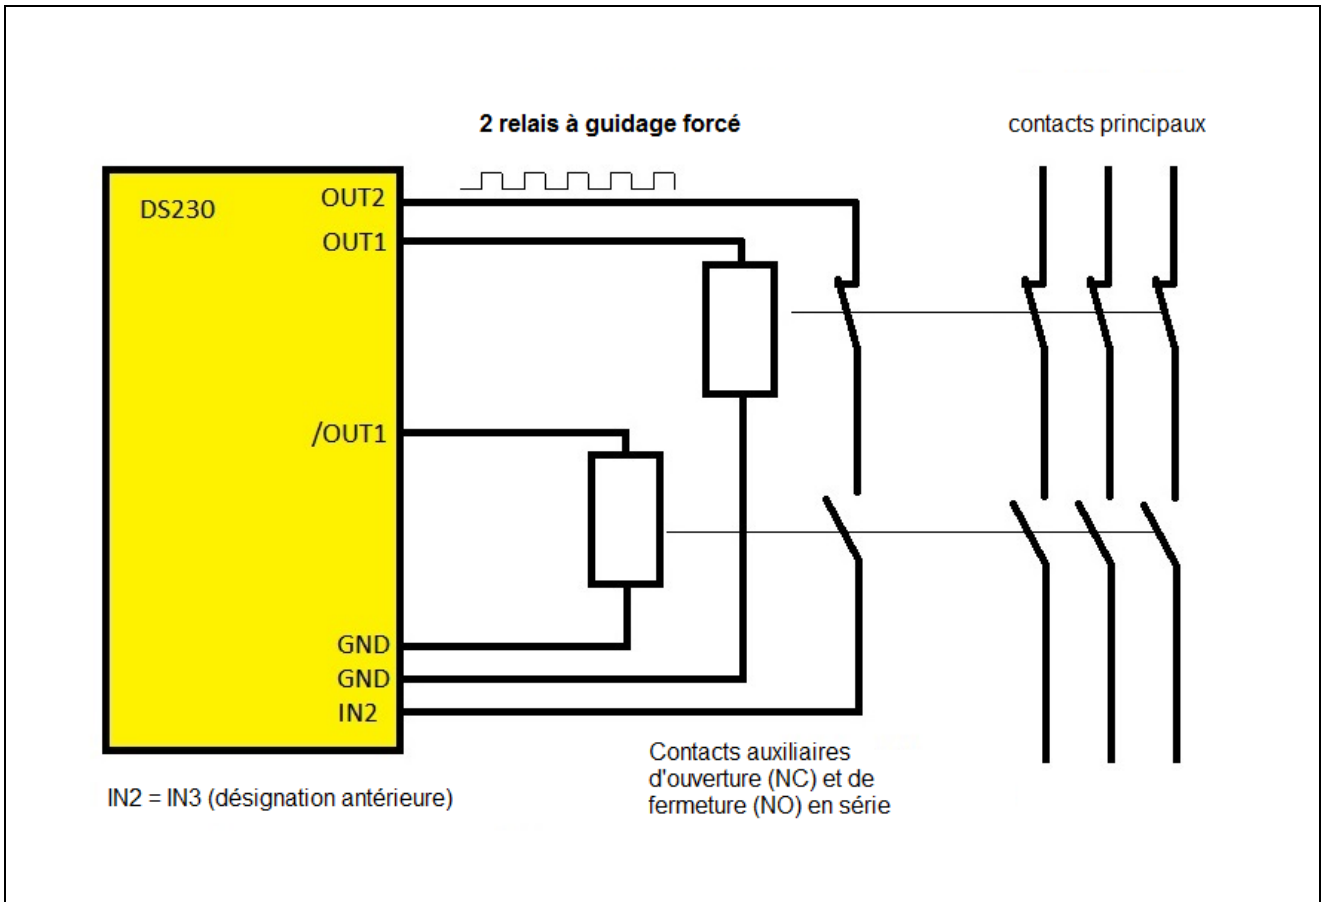 2 relais à guidage forcé
contacts principaux
DS230
OUT2
OUT1
/OUT1
GND
GND
IN2
Contacts auxiliaires
d'ouverture (NC) et de
fermeture (NO) en série
IN2 = IN3 (désignation antérieure)